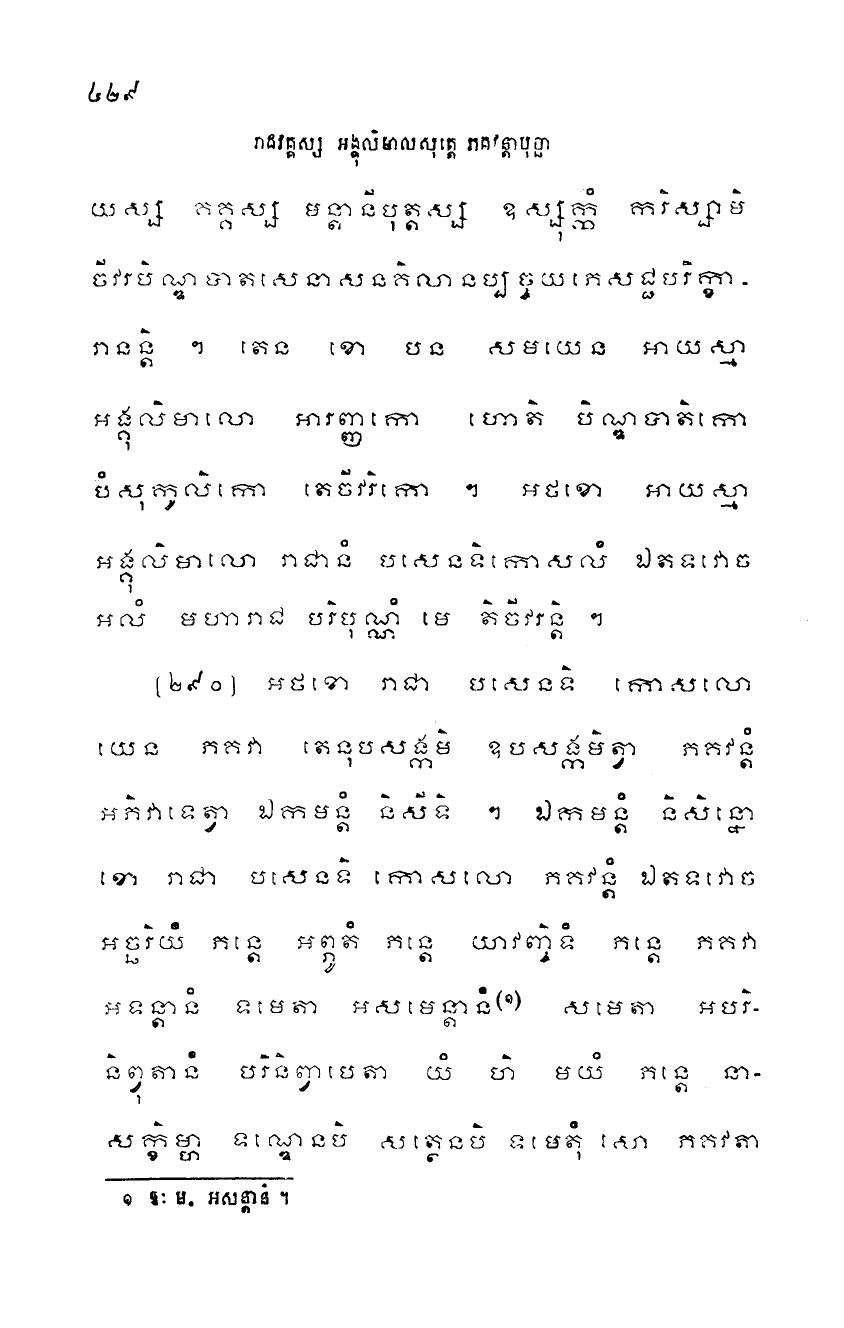 ៤២៩
រាជវគ្គស្ស អង្គុលិមាលសុត្តេ ភគវន្តាបុច្ឆា
យស្ស គគ្គស្ស មន្តានីបុត្តស្ស ឧស្សុក្កំ ករិស្សាមិ
ចីវរបិណ្ឌបាតសេនាសនគិលានប្បច្ចយភេសជ្ជបរិក្ខា-
រានន្តិ ។ តេន ខោ បន សមយេន អាយស្មា
អង្គុលិមាលោ អារញ្ញកោ ហោតិ បិណ្ឌបាតិកោ
បំសុកូលិកោ តេចីវរិកោ ។ អថខោ អាយស្មា
អង្គុលិមាលោ រាជានំ បសេនទិកោសលំ ឯតទវោច
អលំ មហារាជ បរិបុណ្ណំ មេ តិចីវរន្តិ ។
[២៩០] អថខោ រាជា បសេនទិ កោសលោ
យេន ភគវា តេនុបសង្កមិ ឧបសង្កមិត្វា ភគវន្តំ
អភិវាទេត្វា ឯកមន្តំ និសីទិ ។ ឯកមន្តំ និសិន្នោ
ខោ រាជា បសេនទិ កោសលោ ភគវន្តំ ឯតទវោច
អច្ឆរិយំ ភន្តេ អព្ភូតំ ភន្តេ យាវញ្ចិទំ ភន្តេ ភគវា
អទន្តានំ ទមេតា អសមេន្តានំ(១) សមេតា អបរិ-
និព្វុតានំ បរិនិព្វាបេតា យំ ហិ មយំ ភន្តេ នា-
សក្ខិម្ហា ទណ្ឌេនបិ សត្ថេនបិ ទមេតុំ សោ ភគវតា
១ ឱ: ម. អសន្តានំ ។